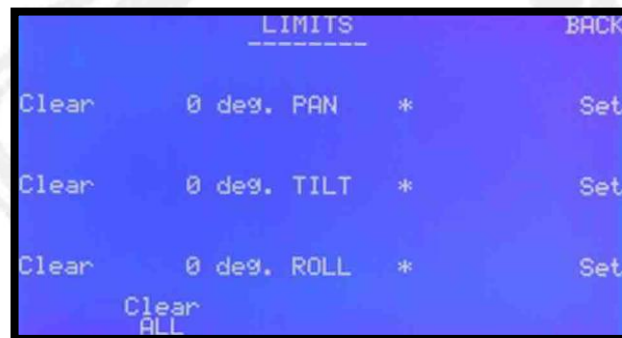 LIMITS BACK
Clear 0 deg. PAN * Set
Clear 0 deg. TILT * Set
Clear 0 deg. ROLL * Set
Clear
ALL